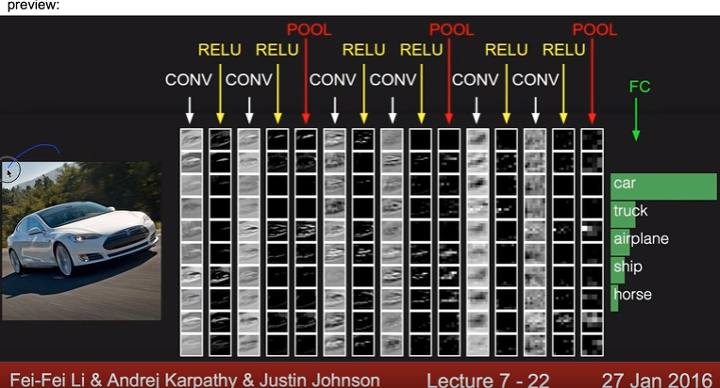 preview:
POOL POOL POOL
RELU RELU RELU RELU RELU RELU
CONV CONV CONV CONV CONV CONV
FC
car
truck
airplane
ship
horse
Fei-Fei Li & Andrej Karpathy & Justin Johnson Lecture 7 - 22 27 Jan 2016